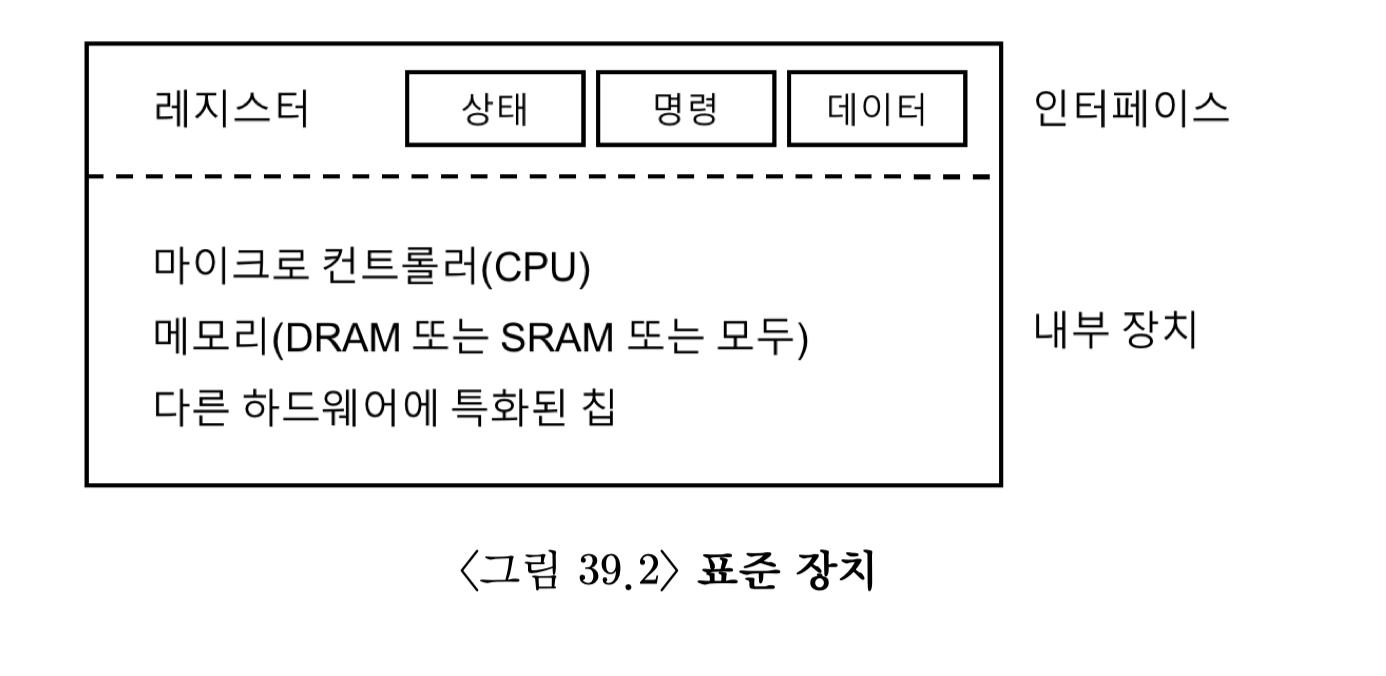 레지스터 상태 명령 데이터 인터페이스
마이크로 컨트롤러(CPU)
메모리(DRAM 또는 SRAM 또는 모두)
내부 장치
다른 하드웨어에 특화된 칩
〈그림 39.2〉 표준 장치